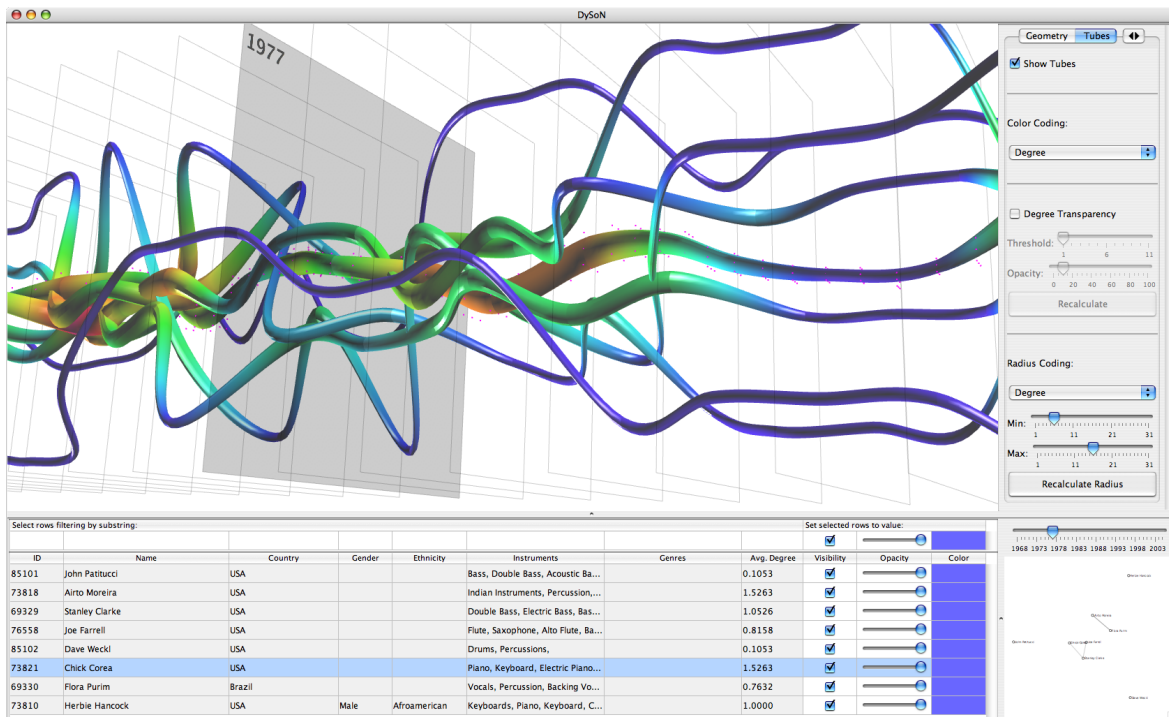 DySoN
1977
Geometry Tubes
Show Tubes
Color Coding:
Degree
Degree Transparency
Threshold:
1 6 11
Opacity:
0 20 40 60 80 100
Recalculate
Radius Coding:
Degree
Min:
1 11 21 31
Max:
1 11 21 31
Recalculate Radius
Select rows filtering by substring: Set selected rows to value:
ID Name Country Gender Ethnicity Instruments Genres Avg. Degree Visibility Opacity Color
85101 John Patitucci USA Bass, Double Bass, Acoustic Ba... 0.1053
73818 Airto Moreira USA Indian Instruments, Percussion,... 1.5263
69329 Stanley Clarke USA Double Bass, Electric Bass, Bas... 1.0526
76558 Joe Farrell USA Flute, Saxophone, Alto Flute, Ba... 0.8158
85102 Dave Weckl USA Drums, Percussions, 0.1053
73821 Chick Corea USA Piano, Keyboard, Electric Piano... 1.5263
69330 Flora Purim Brazil Vocals, Percussion, Backing Vo... 0.7632
73810 Herbie Hancock USA Male Afroamerican Keyboards, Piano, Keyboard, C... 1.0000
1968 1973 1978 1983 1988 1993 1998 2003